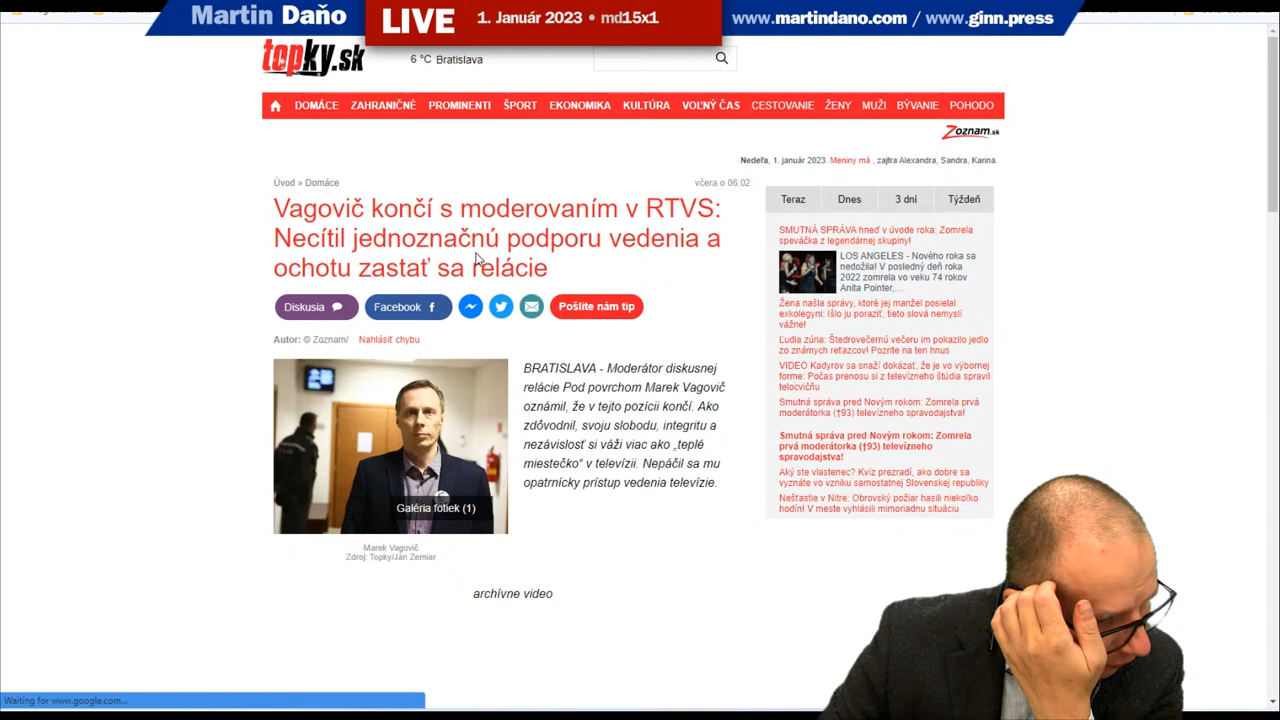 Martin Daňo
LIVE
1. Január 2023 • md15x1
www.martindano.com / www.ginn.press
topky.sk
6 °C Bratislava
DOMÁCE ZAHRANIČNÉ PROMINENTI ŠPORT EKONOMIKA KULTÚRA VOĽNÝ ČAS CESTOVANIE ŽENY MUŽI BÝVANIE POHODO
Zoznam.sk
Nedeľa, 1. január 2023. Meniny má , zajtra Alexandra, Sandra, Karina.
Úvod » Domáce
včera o 06:02
Vagovič končí s moderovaním v RTVS:
Necítil jednoznačnú podporu vedenia a
ochotu zastať sa relácie
Diskusia
Facebook
Pošlite nám tip
Autor: © Zoznam/ Nahlásiť chybu
BRATISLAVA - Moderátor diskusnej
relácie Pod povrchom Marek Vagovič
oznámil, že v tejto pozícii končí. Ako
zdôvodnil, svoju slobodu, integritu a
nezávislosť si váži viac ako „teplé
miestečko“ v televízii. Nepáčil sa mu
opatrnícky prístup vedenia televízie.
Galéria fotiek (1)
Marek Vagovič
Zdroj: Topky/Ján Zemiar
archívne video
Teraz Dnes 3 dni Týždeň
SMUTNÁ SPRÁVA hneď v úvode roka: Zomrela
speváčka z legendárnej skupiny!
LOS ANGELES - Nového roka sa
nedožila! V posledný deň roka
2022 zomrela vo veku 74 rokov
Anita Pointer,...
Žena našla správy, ktoré jej manžel posielal
exkolegyni: Išlo ju poraziť, tieto slová nemyslí
vážne!
Ľudia zúria: Štedrovečernú večeru im pokazilo jedlo
zo známych reťazcov! Pozrite na ten hnus
VIDEO Kadyrov sa snaží dokázať, že je vo výbornej
forme: Počas prenosu si z televízneho štúdia spravil
telocvičňu
Smutná správa pred Novým rokom: Zomrela prvá
moderátorka (†93) televízneho spravodajstva!
Smutná správa pred Novým rokom: Zomrela
prvá moderátorka (†93) televízneho
spravodajstva!
Aký ste vlastenec? Kvíz prezradí, ako dobre sa
vyznáte vo vzniku samostatnej Slovenskej republiky
Nešťastie v Nitre: Obrovský požiar hasili niekoľko
hodín! V meste vyhlásili mimoriadnu situáciu
Waiting for www.google.com...